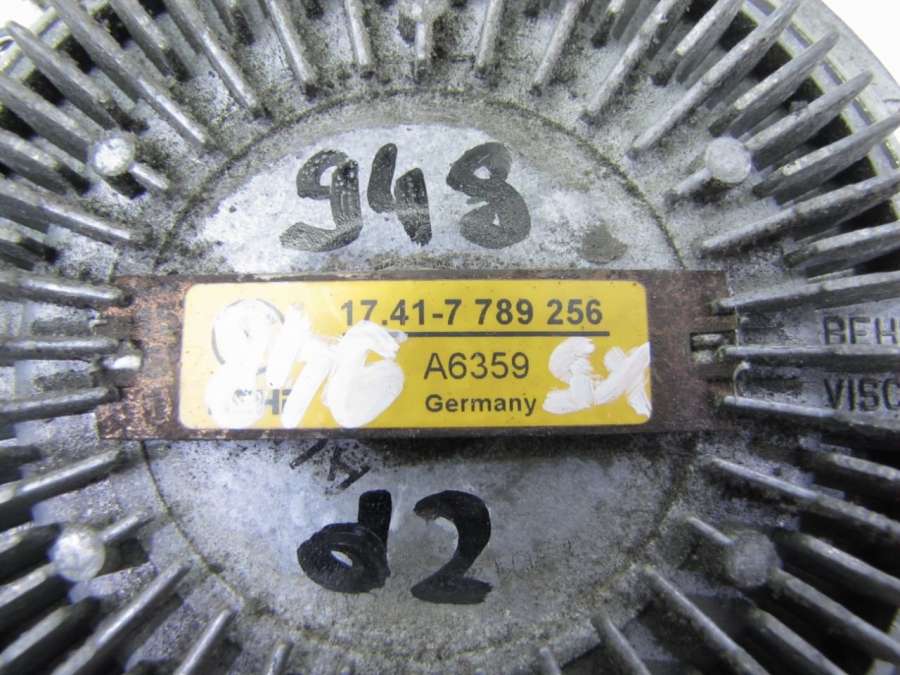 948
17.41-7 789 256
A6359
Germany
d2
BEH
VISC